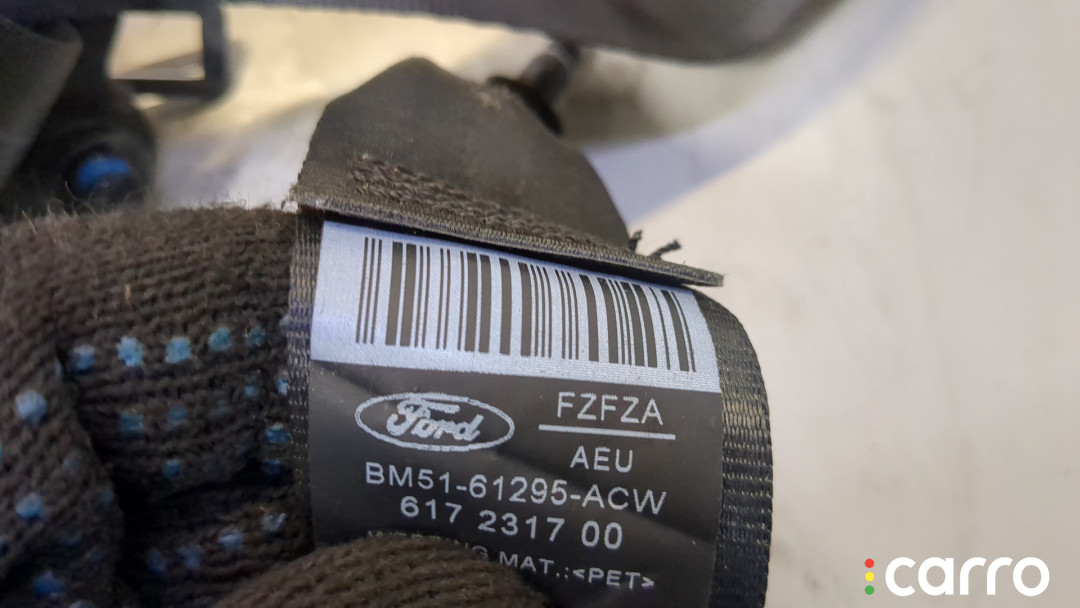 Ford
FZFZA
AEU
BM51-61295-ACW
617 2317 00
MAT.:<PET>
carro